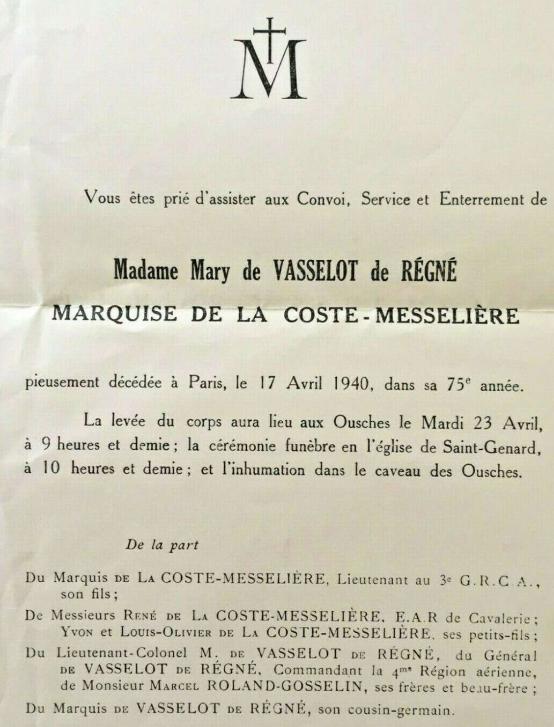 M
Vous êtes prié d'assister aux Convoi, Service et Enterrement de
Madame Mary de VASSELOT de RÉGNÉ
MARQUISE DE LA COSTE-MESSELIÈRE
pieusement décédée à Paris, le 17 Avril 1940, dans sa 75e année.
La levée du corps aura lieu aux Ousches le Mardi 23 Avril,
à 9 heures et demie ; la cérémonie funèbre en l'église de Saint-Genard,
à 10 heures et demie ; et l'inhumation dans le caveau des Ousches.
De la part
Du Marquis DE LA COSTE-MESSELIÈRE, Lieutenant au 3e G.R.C.A.,
son fils ;
De Messieurs RENÉ DE LA COSTE-MESSELIÈRE, E.A.R de Cavalerie ;
YVON et LOUIS-OLIVIER DE LA COSTE-MESSELIÈRE, ses petits-fils ;
Du Lieutenant-Colonel M. DE VASSELOT DE RÉGNÉ, du Général
DE VASSELOT DE RÉGNÉ, Commandant la 4me Région aérienne,
de Monsieur MARCEL ROLAND-GOSSELIN, ses frères et beau-frère ;
Du Marquis DE VASSELOT DE RÉGNÉ, son cousin-germain.